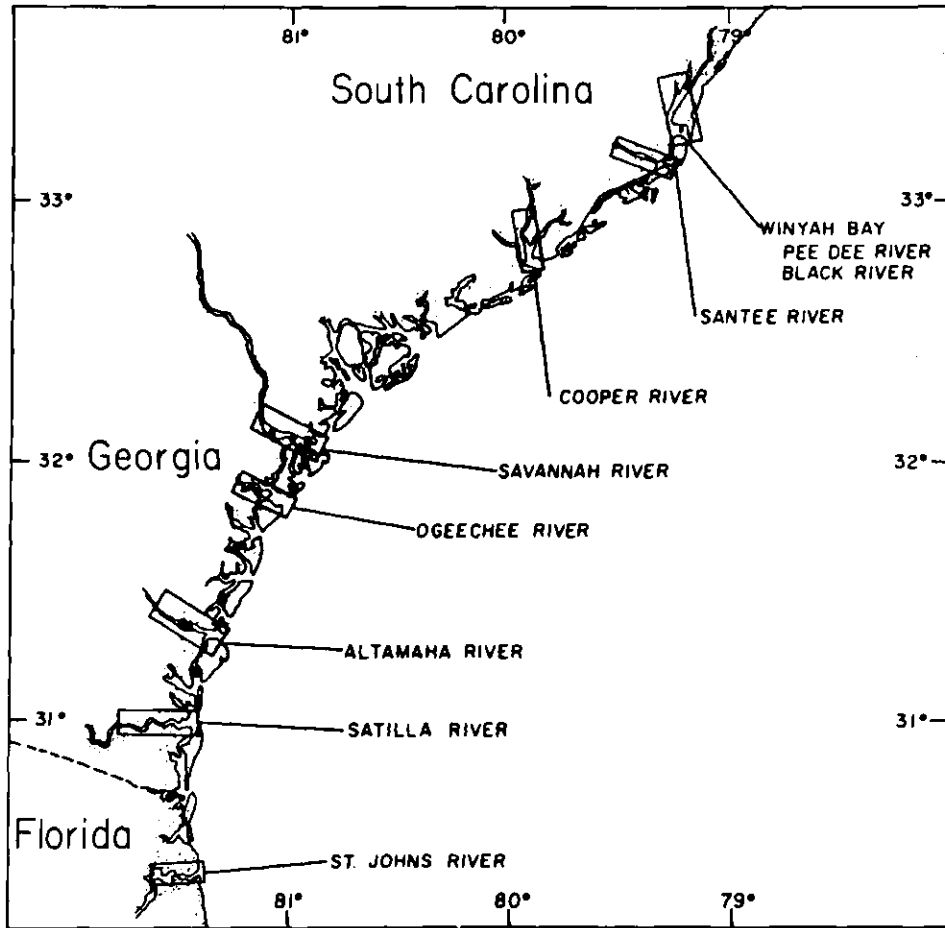 81° 80° 79°
South Carolina
33° 33°
WINYAH BAY
PEE DEE RIVER
BLACK RIVER
SANTEE RIVER
COOPER RIVER
Georgia
32° 32°
SAVANNAH RIVER
OGEECHEE RIVER
ALTAMAHA RIVER
31° 31°
SATILLA RIVER
Florida
ST. JOHNS RIVER
81° 80° 79°